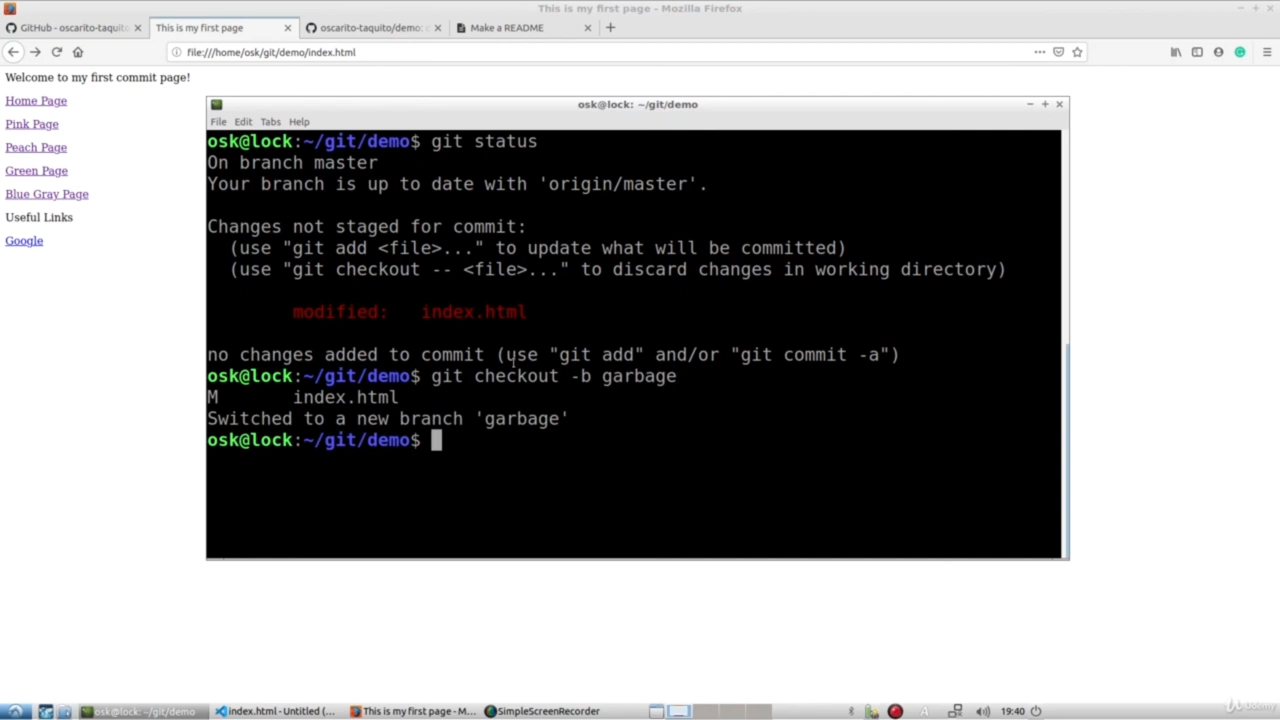 This is my first page - Mozilla Firefox
GitHub - oscarito-taquito
This is my first page
oscarito-taquito/demo:
Make a README
file:///home/osk/git/demo/index.html
Welcome to my first commit page!
Home Page
Pink Page
Peach Page
Green Page
Blue Gray Page
Useful Links
Google
osk@lock: ~/git/demo
File Edit Tabs Help
osk@lock:~/git/demo$ git status
On branch master
Your branch is up to date with 'origin/master'.
Changes not staged for commit:
(use "git add <file>..." to update what will be committed)
(use "git checkout -- <file>..." to discard changes in working directory)
modified: index.html
no changes added to commit (use "git add" and/or "git commit -a")
osk@lock:~/git/demo$ git checkout -b garbage
M index.html
Switched to a new branch 'garbage'
osk@lock:~/git/demo$
osk@lock: ~/git/demo
index.html - Untitled (...
This is my first page - M...
SimpleScreenRecorder
A
19:40
Udemy